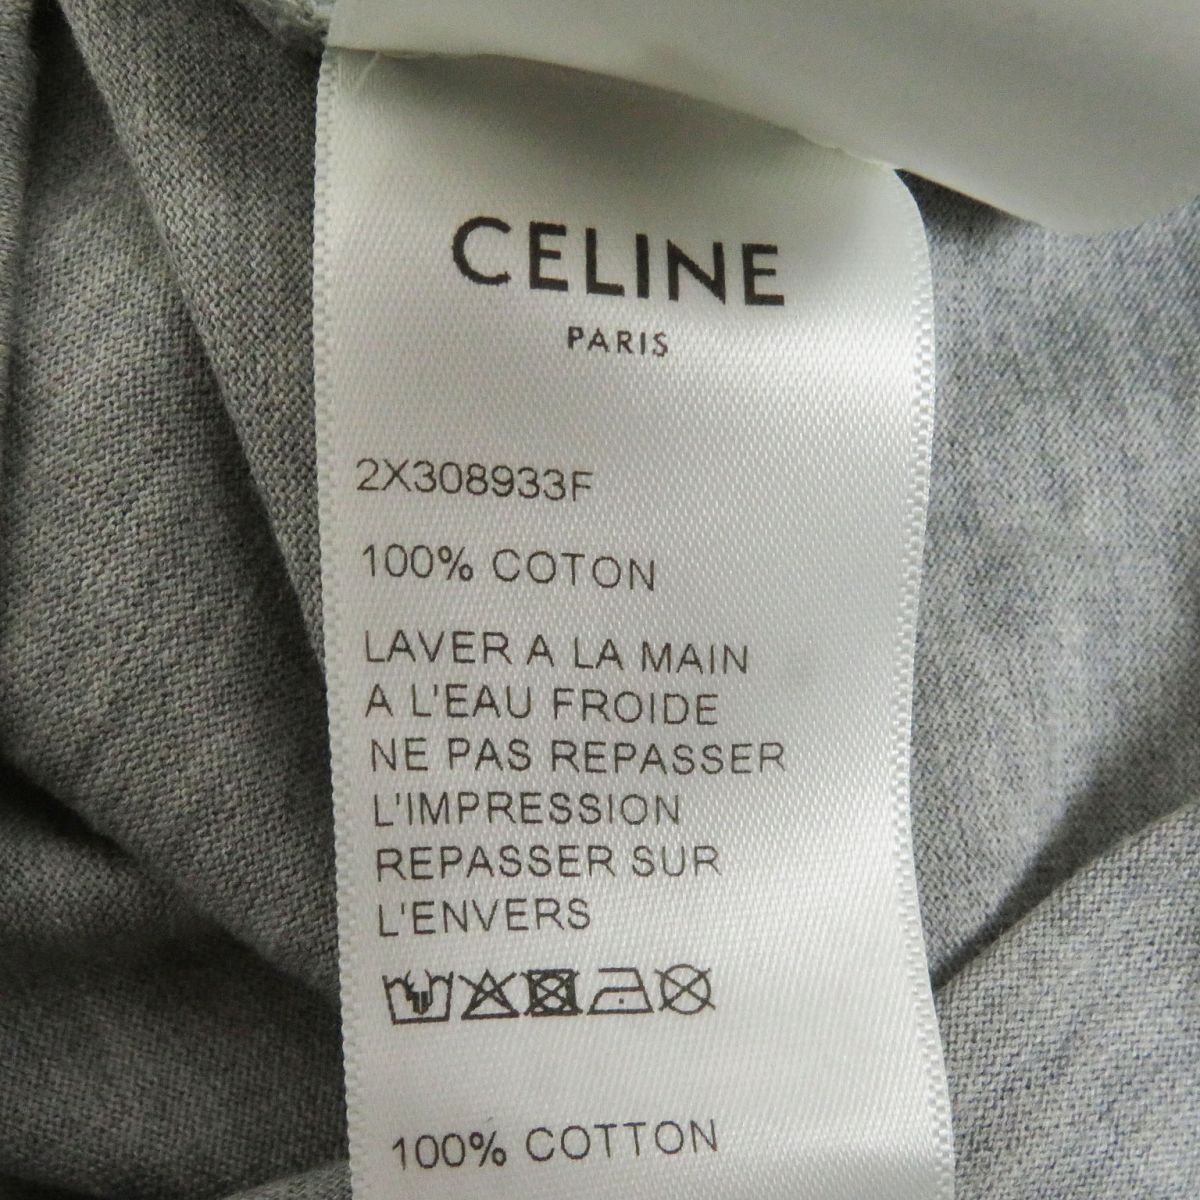 CELINE
PARIS
2X308933F
100% COTON
LAVER A LA MAIN
A L'EAU FROIDE
NE PAS REPASSER
L'IMPRESSION
REPASSER SUR
L'ENVERS
100% COTTON